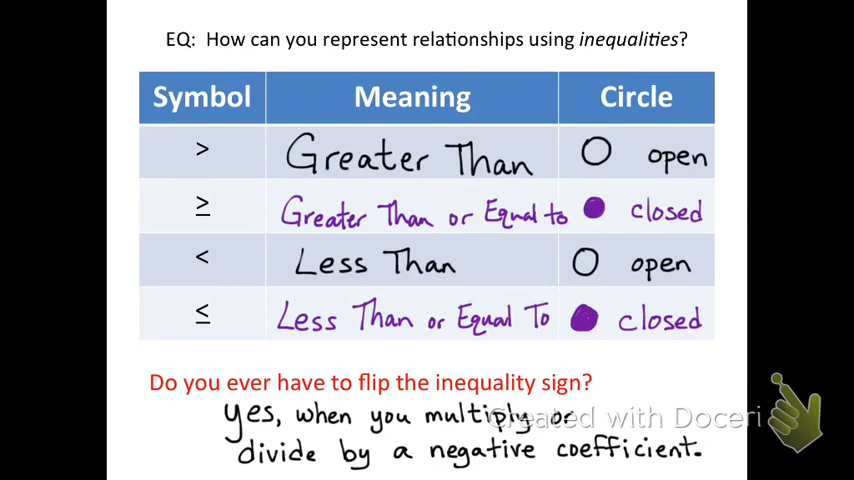 EQ: How can you represent relationships using inequalities?
Symbol Meaning Circle
> Greater Than open
≥ Greater Than or Equal to closed
< Less Than open
≤ Less Than or Equal To closed
Do you ever have to flip the inequality sign?
yes, when you multiply or
divide by a negative coefficient.
Created with Doceri